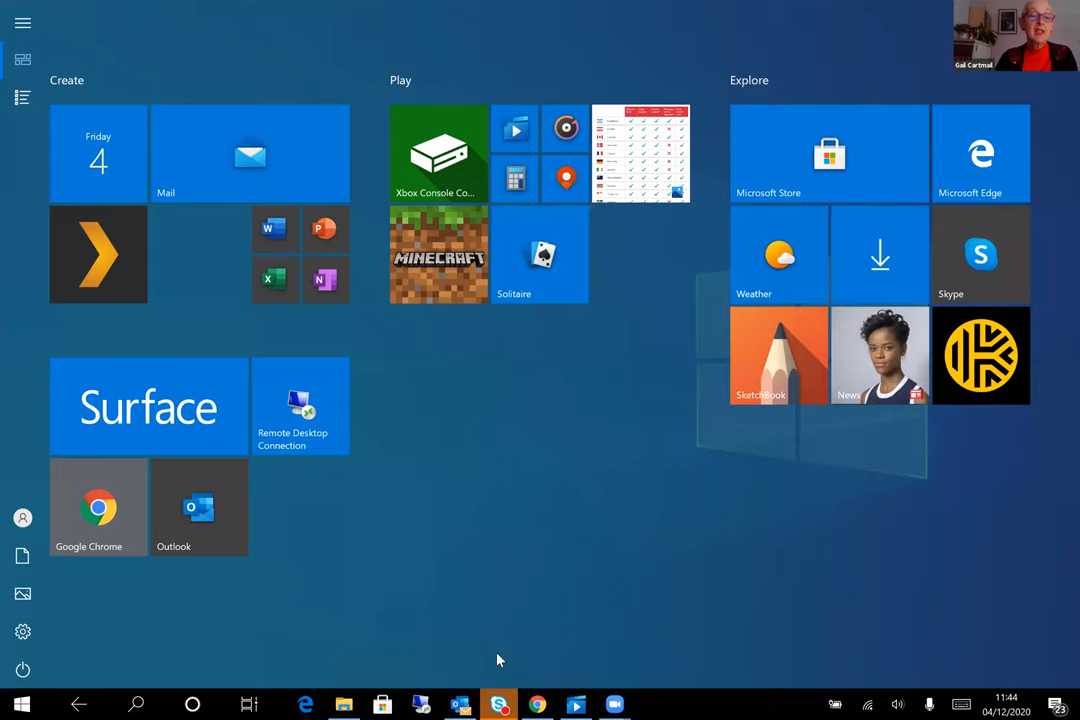 Gail Cartmail
Create
Play
Explore
Friday
4
Mail
Xbox Console Co...
Microsoft Store
Microsoft Edge
W
P
X
N
MINECRAFT
Solitaire
Weather
S
Skype
SketchBook
News
Surface
Remote Desktop
Connection
Google Chrome
O
Outlook
11:44
04/12/2020
23